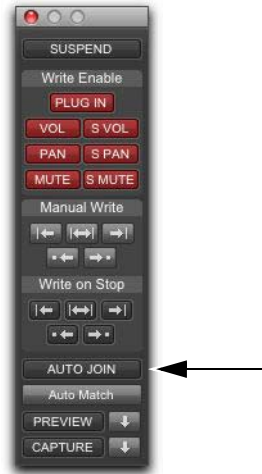 SUSPEND
Write Enable
PLUG IN
VOL S VOL
PAN S PAN
MUTE S MUTE
Manual Write
Write on Stop
AUTO JOIN
Auto Match
PREVIEW
CAPTURE